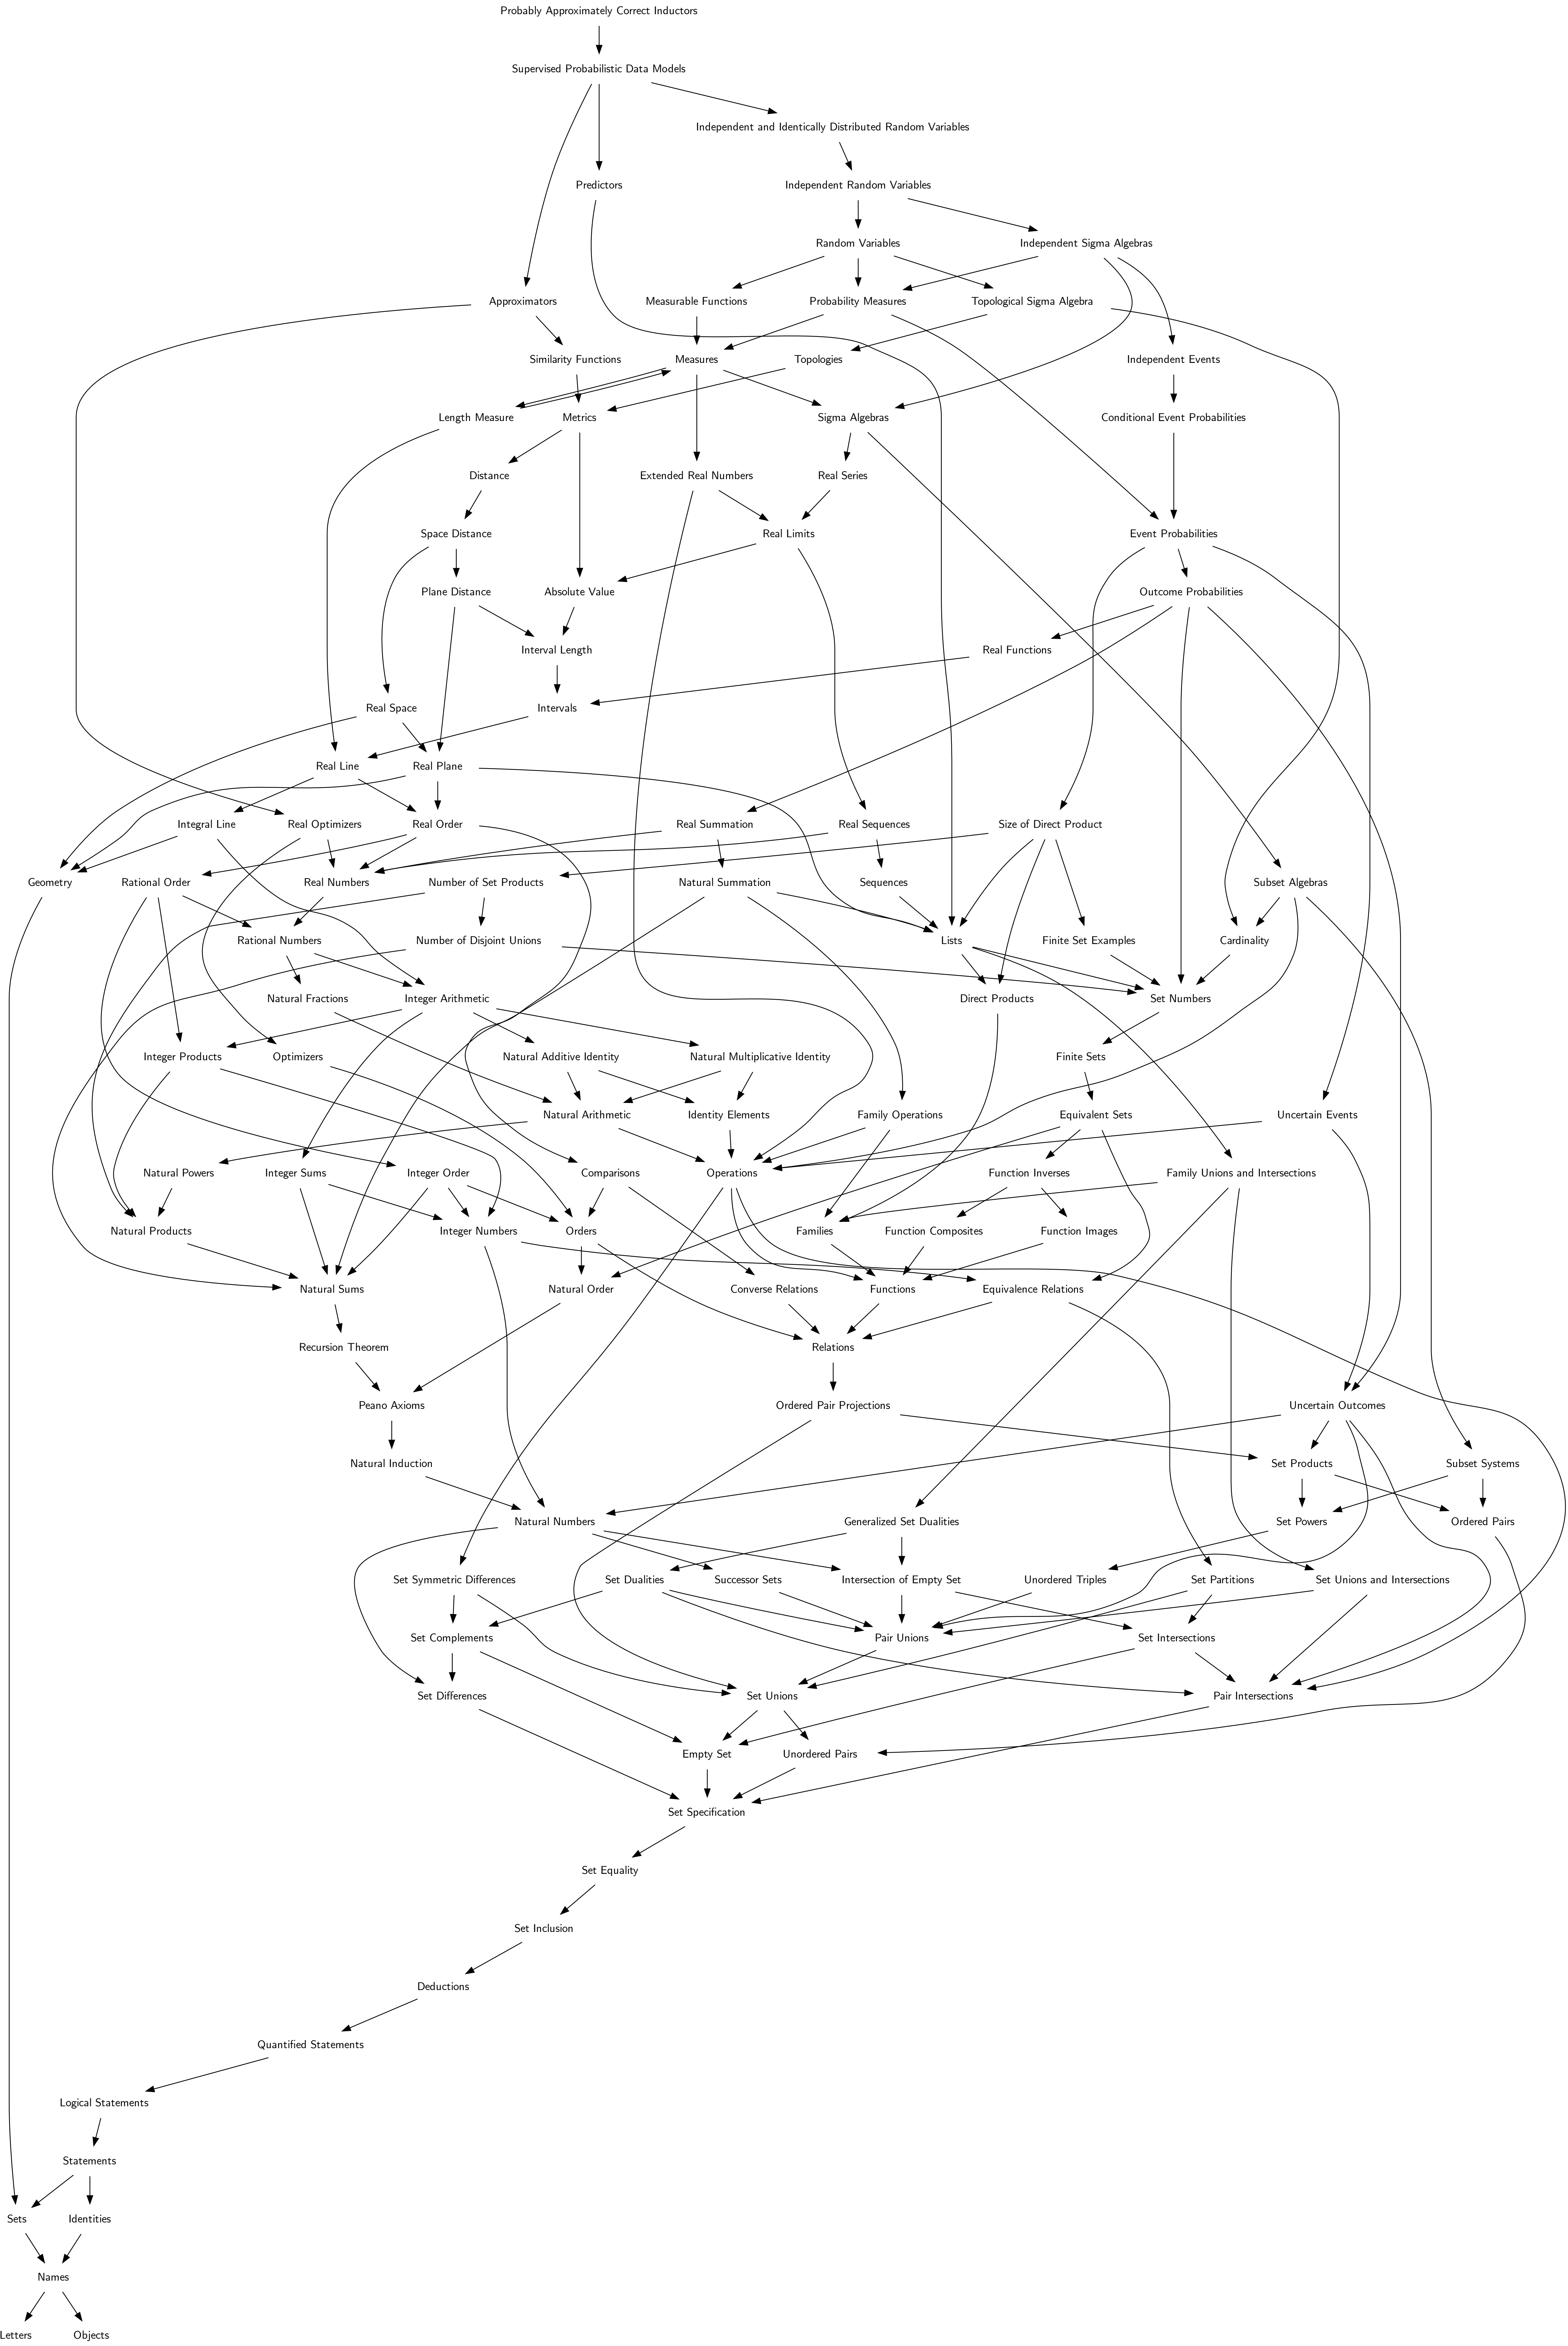 Probably Approximately Correct Inductors
Supervised Probabilistic Data Models
Independent and Identically Distributed Random Variables
Predictors
Independent Random Variables
Random Variables
Independent Sigma Algebras
Approximators
Measurable Functions
Probability Measures
Topological Sigma Algebra
Similarity Functions
Measures
Topologies
Independent Events
Length Measure
Metrics
Sigma Algebras
Conditional Event Probabilities
Distance
Extended Real Numbers
Real Series
Space Distance
Real Limits
Event Probabilities
Plane Distance
Absolute Value
Outcome Probabilities
Interval Length
Real Functions
Real Space
Intervals
Real Line
Real Plane
Integral Line
Real Optimizers
Real Order
Real Summation
Real Sequences
Size of Direct Product
Geometry
Rational Order
Real Numbers
Number of Set Products
Natural Summation
Sequences
Subset Algebras
Rational Numbers
Number of Disjoint Unions
Lists
Finite Set Examples
Cardinality
Natural Fractions
Integer Arithmetic
Direct Products
Set Numbers
Integer Products
Optimizers
Natural Additive Identity
Natural Multiplicative Identity
Finite Sets
Natural Arithmetic
Identity Elements
Family Operations
Equivalent Sets
Uncertain Events
Natural Powers
Integer Sums
Integer Order
Comparisons
Operations
Function Inverses
Family Unions and Intersections
Natural Products
Integer Numbers
Orders
Families
Function Composites
Function Images
Natural Sums
Natural Order
Converse Relations
Functions
Equivalence Relations
Recursion Theorem
Relations
Peano Axioms
Ordered Pair Projections
Uncertain Outcomes
Natural Induction
Set Products
Subset Systems
Natural Numbers
Generalized Set Dualities
Set Powers
Ordered Pairs
Set Symmetric Differences
Set Dualities
Successor Sets
Intersection of Empty Set
Unordered Triples
Set Partitions
Set Unions and Intersections
Set Complements
Pair Unions
Set Intersections
Set Differences
Set Unions
Pair Intersections
Empty Set
Unordered Pairs
Set Specification
Set Equality
Set Inclusion
Deductions
Quantified Statements
Logical Statements
Statements
Sets
Identities
Names
Letters
Objects